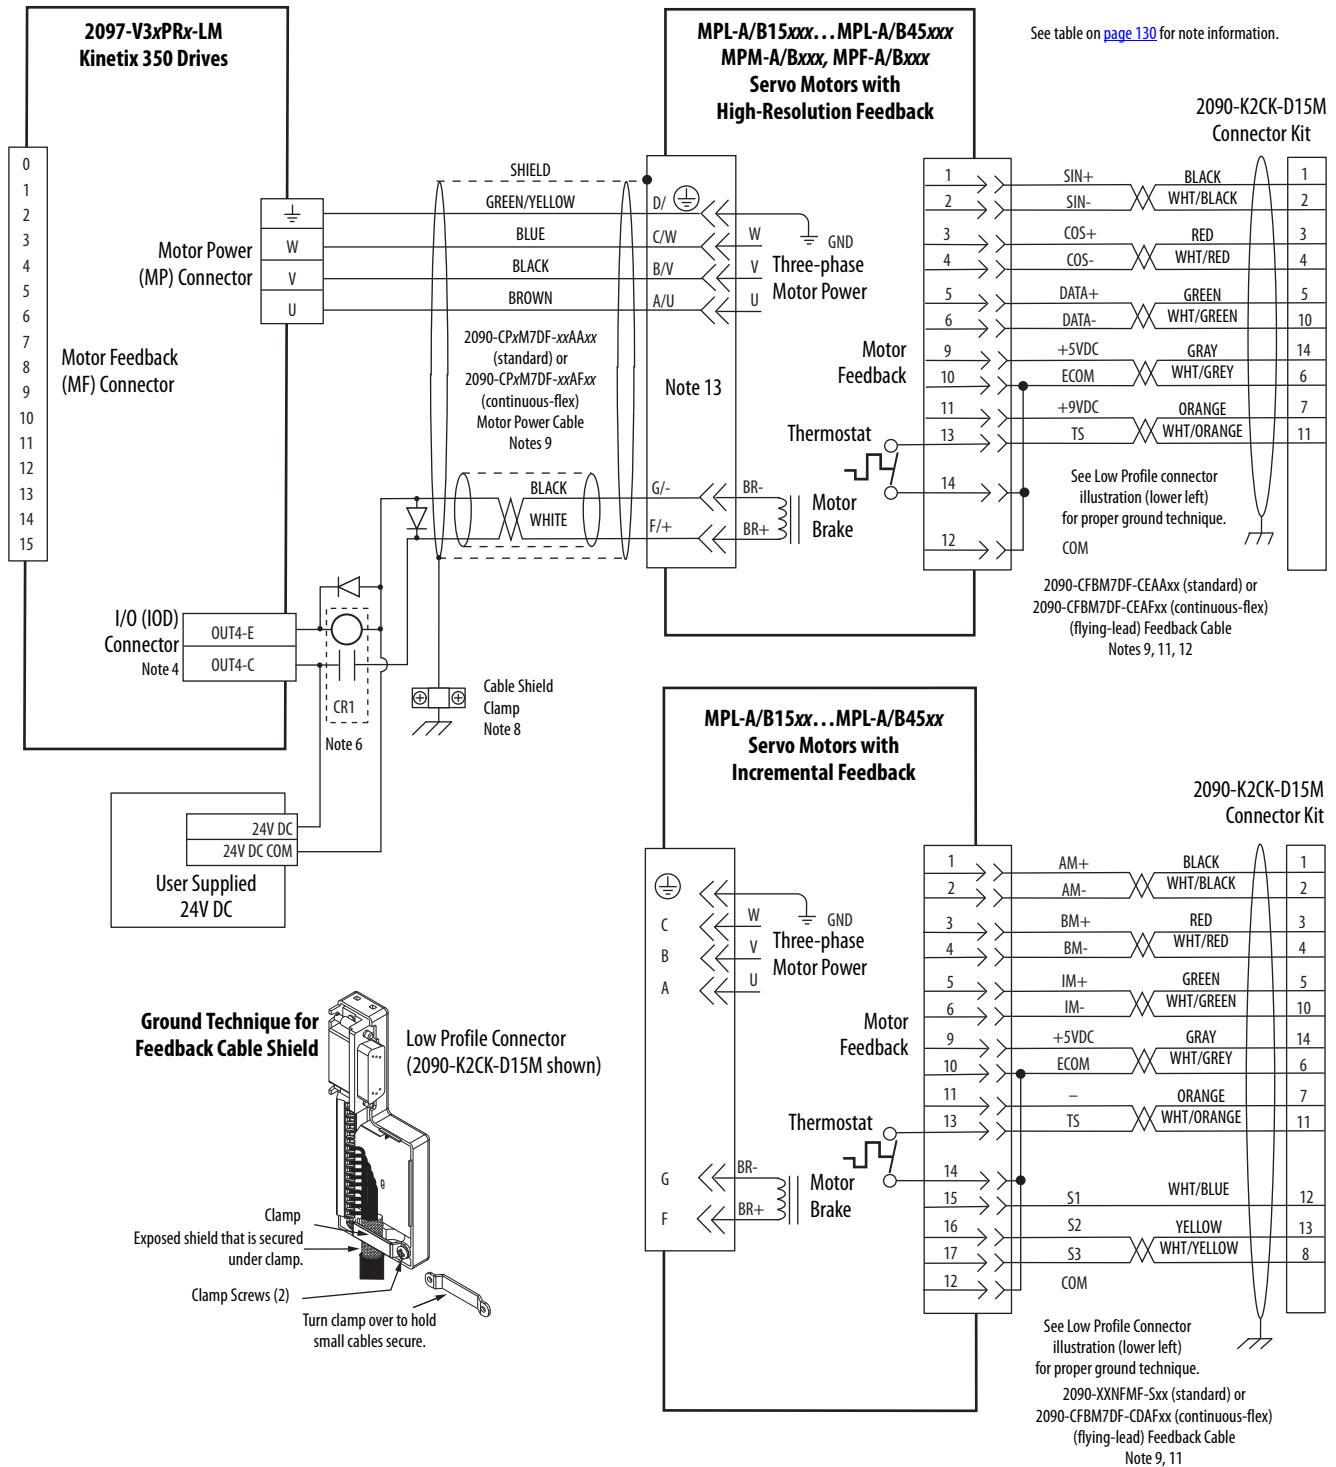 2097-V3xPRx-LM
Kinetix 350 Drives
0
1
2
3
4
5
6
7
8
9
10
11
12
13
14
15
Motor Feedback
(MF) Connector
Motor Power
(MP) Connector
W
V
U
I/O (IOD)
Connector
Note 4
OUT4-E
OUT4-C
CR1
Note 6
24V DC
24V DC COM
User Supplied
24V DC
SHIELD
GREEN/YELLOW
BLUE
BLACK
BROWN
2090-CPxM7DF-xxAAxx
(standard) or
2090-CPxM7DF-xxAFxx
(continuous-flex)
Motor Power Cable
Notes 9
BLACK
WHITE
Cable Shield
Clamp
Note 8
MPL-A/B15xxx...MPL-A/B45xxx
MPM-A/Bxxx, MPF-A/Bxxx
Servo Motors with
High-Resolution Feedback
D/
C/W
B/V
A/U
Note 13
G/-
F/+
GND
W
V
U
Three-phase
Motor Power
BR-
BR+
Motor
Brake
Motor
Feedback
Thermostat
1
2
3
4
5
6
9
10
11
13
14
12
See table on page 130 for note information.
2090-K2CK-D15M
Connector Kit
SIN+ BLACK 1
SIN- WHT/BLACK 2
COS+ RED 3
COS- WHT/RED 4
DATA+ GREEN 5
DATA- WHT/GREEN 10
+5VDC GRAY 14
ECOM WHT/GREY 6
+9VDC ORANGE 7
TS WHT/ORANGE 11
See Low Profile connector
illustration (lower left)
for proper ground technique.
COM
2090-CFBM7DF-CEAAxx (standard) or
2090-CFBM7DF-CEAFxx (continuous-flex)
(flying-lead) Feedback Cable
Notes 9, 11, 12
MPL-A/B15xx...MPL-A/B45xx
Servo Motors with
Incremental Feedback
C
B
A
G
F
GND
W
V
U
Three-phase
Motor Power
BR-
BR+
Motor
Brake
Motor
Feedback
Thermostat
1
2
3
4
5
6
9
10
11
13
14
15
16
17
12
2090-K2CK-D15M
Connector Kit
AM+ BLACK 1
AM- WHT/BLACK 2
BM+ RED 3
BM- WHT/RED 4
IM+ GREEN 5
IM- WHT/GREEN 10
+5VDC GRAY 14
ECOM WHT/GREY 6
– ORANGE 7
TS WHT/ORANGE 11
S1 WHT/BLUE 12
S2 YELLOW 13
S3 WHT/YELLOW 8
COM
See Low Profile Connector
illustration (lower left)
for proper ground technique.
2090-XXNFMF-Sxx (standard) or
2090-CFBM7DF-CDAFxx (continuous-flex)
(flying-lead) Feedback Cable
Note 9, 11
Ground Technique for
Feedback Cable Shield
Low Profile Connector
(2090-K2CK-D15M shown)
Clamp
Exposed shield that is secured
under clamp.
Clamp Screws (2)
Turn clamp over to hold
small cables secure.